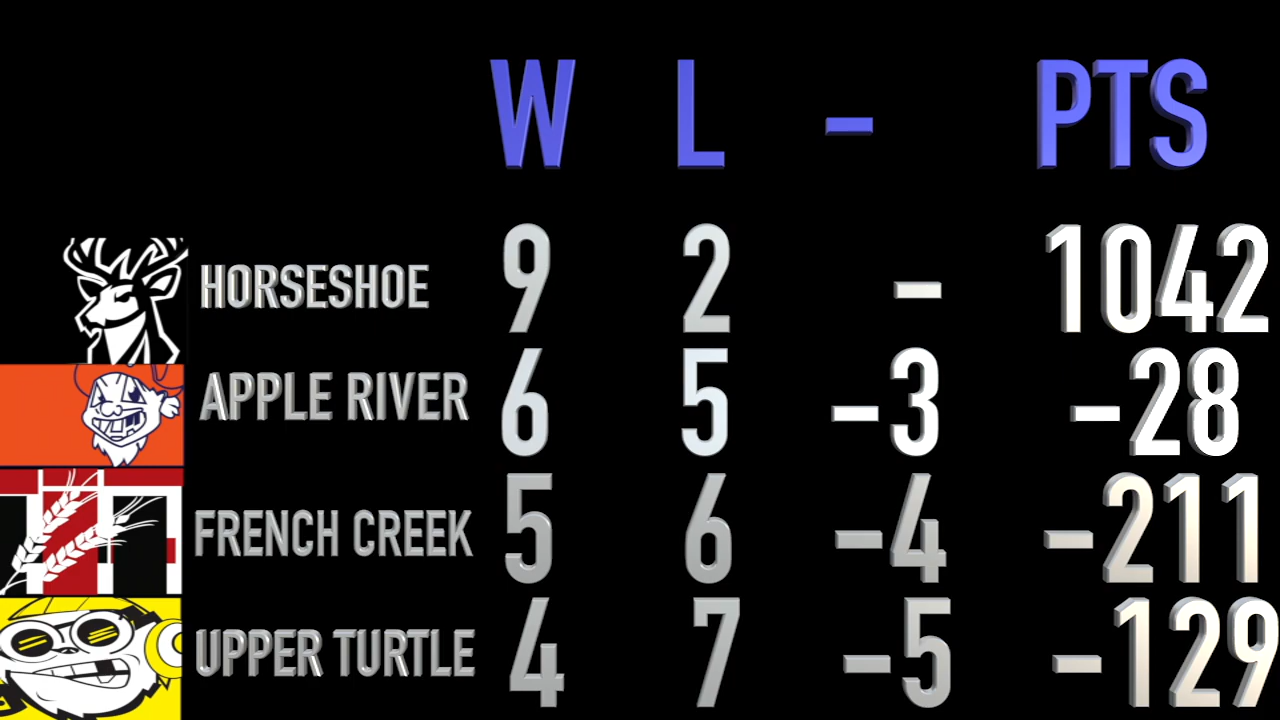 W L - PTS
HORSESHOE 9 2 - 1042
APPLE RIVER 6 5 -3 -28
FRENCH CREEK 5 6 -4 -211
UPPER TURTLE 4 7 -5 -129